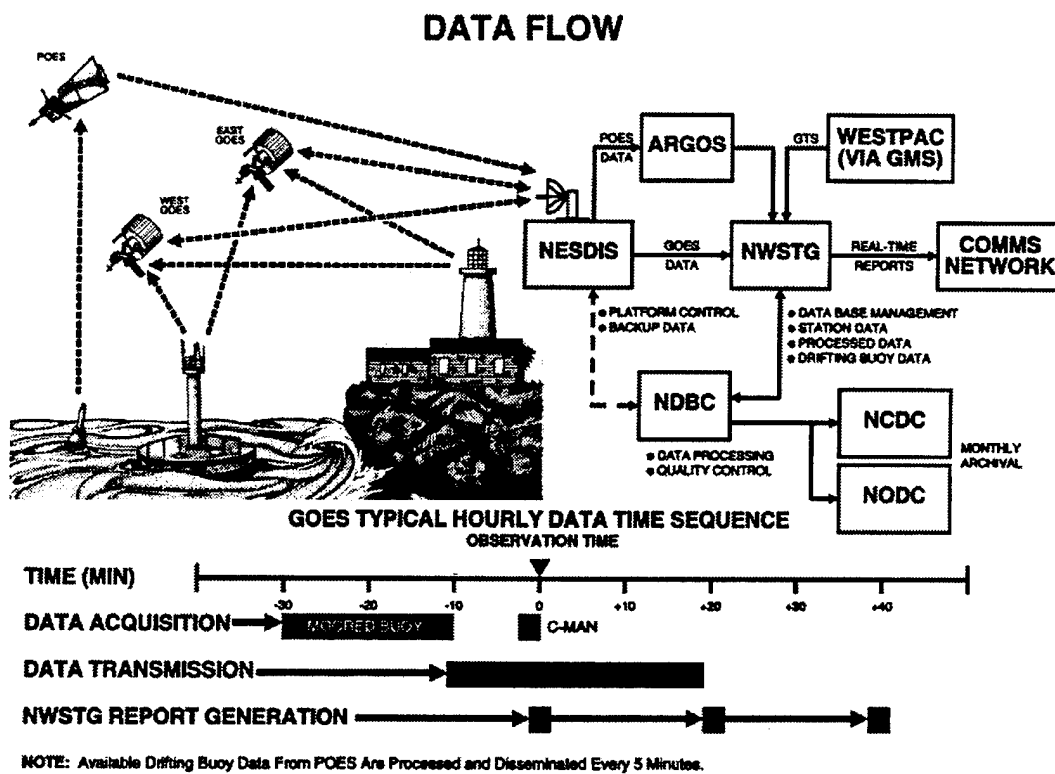 DATA FLOW
POES
EAST
GOES
WEST
GOES
POES
DATA
ARGOS
GTS
WESTPAC
(VIA GMS)
NESDIS
GOES
DATA
NWSTG
REAL-TIME
REPORTS
COMMS
NETWORK
● PLATFORM CONTROL
● BACKUP DATA
● DATA BASE MANAGEMENT
● STATION DATA
● PROCESSED DATA
● DRIFTING BUOY DATA
NDBC
● DATA PROCESSING
● QUALITY CONTROL
NCDC
NODC
MONTHLY
ARCHIVAL
GOES TYPICAL HOURLY DATA TIME SEQUENCE
OBSERVATION TIME
TIME (MIN)
-30 -20 -10 0 +10 +20 +30 +40
DATA ACQUISITION MOORED BUOY C-MAN
DATA TRANSMISSION
NWSTG REPORT GENERATION
NOTE: Available Drifting Buoy Data From POES Are Processed and Disseminated Every 5 Minutes.